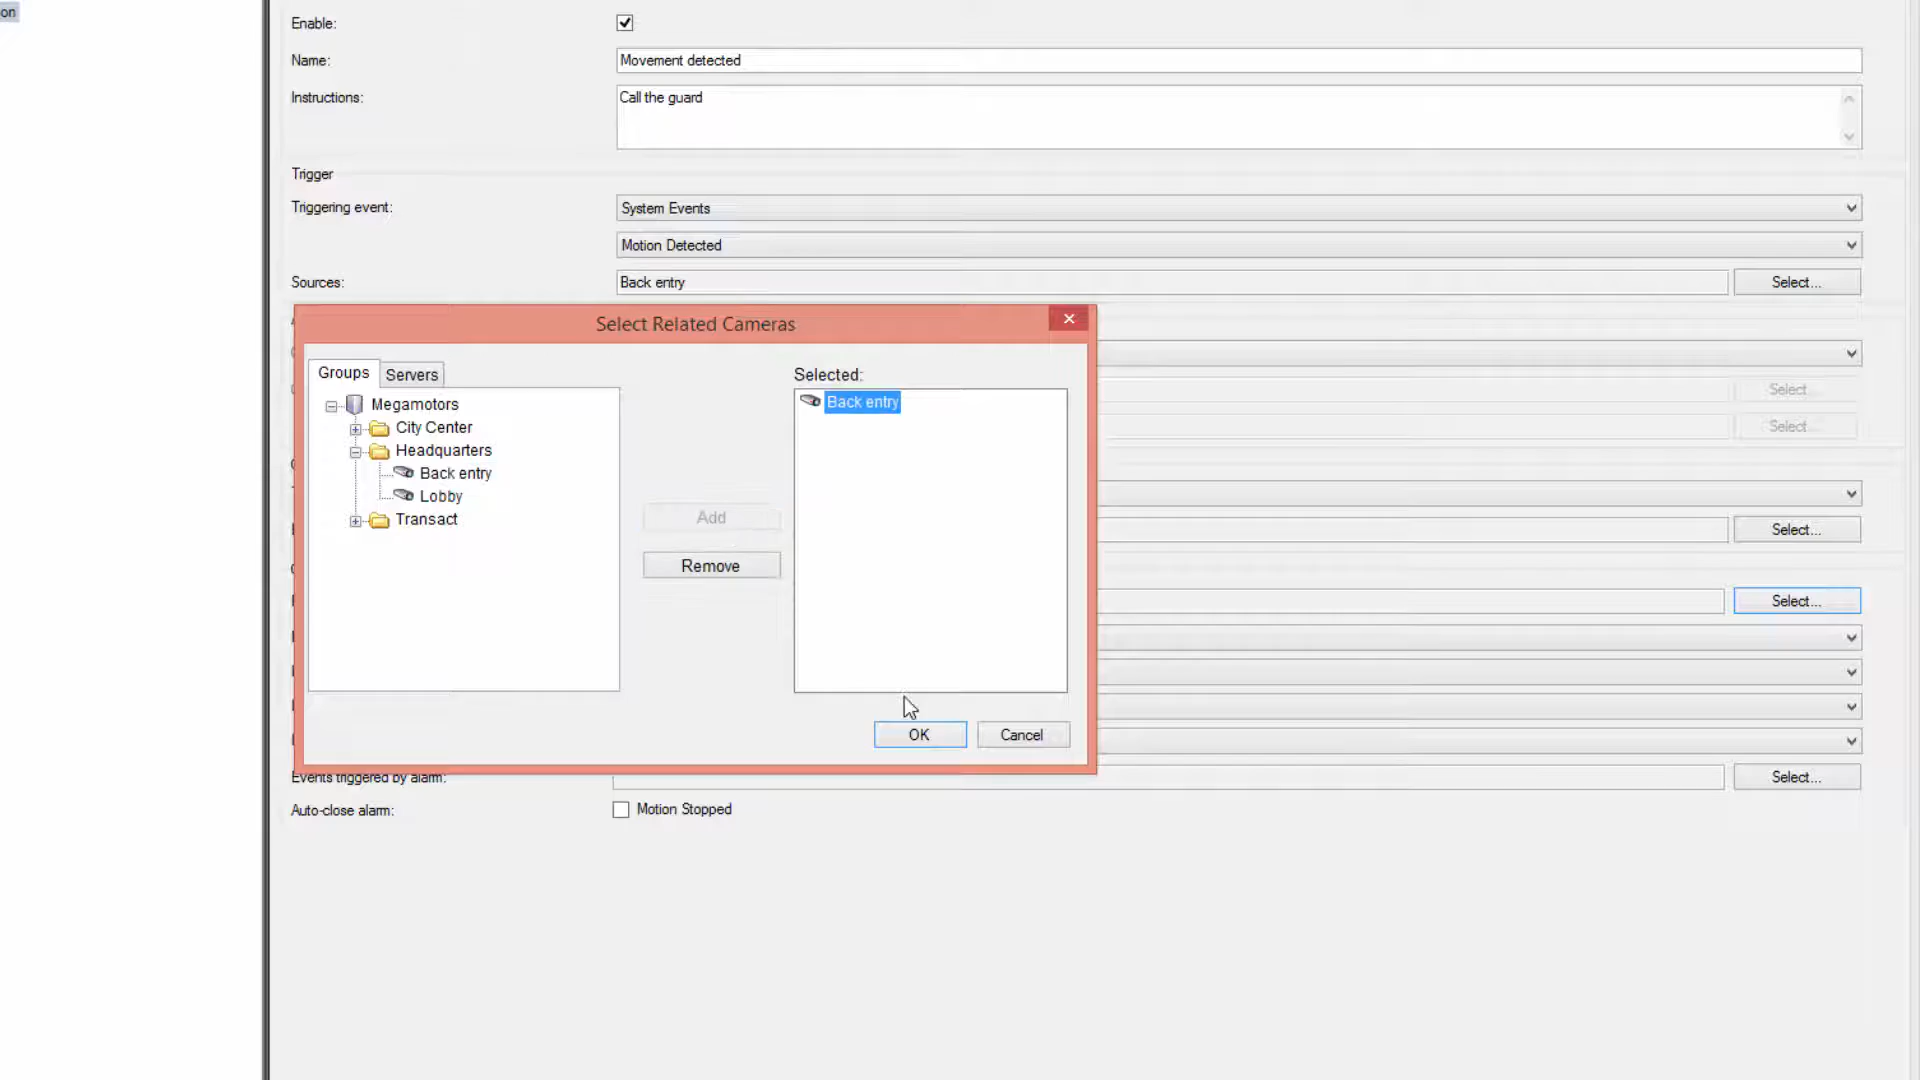 on
Enable:
Name: Movement detected
Instructions: Call the guard
Trigger
Triggering event: System Events
Motion Detected
Sources: Back entry Select...
Select Related Cameras
Groups Servers
Selected:
Megamotors
Back entry
City Center
Headquarters
Back entry
Lobby
Transact
Add
Remove
OK Cancel
Select...
Select...
Select...
Select...
Events triggered by alarm: Select...
Auto-close alarm: Motion Stopped